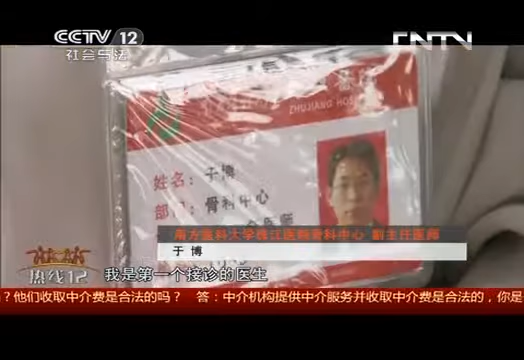 CCTV 12
社会与法
CNTV
ZHUJIANG HOS
姓名：于博
部门：骨科中心
南方医科大学珠江医院骨科中心 副主任医师
于 博
热线12
我是第一个接诊的医生
？他们收取中介费是合法的吗？ 答：中介机构提供中介服务并收取中介费是合法的，你是